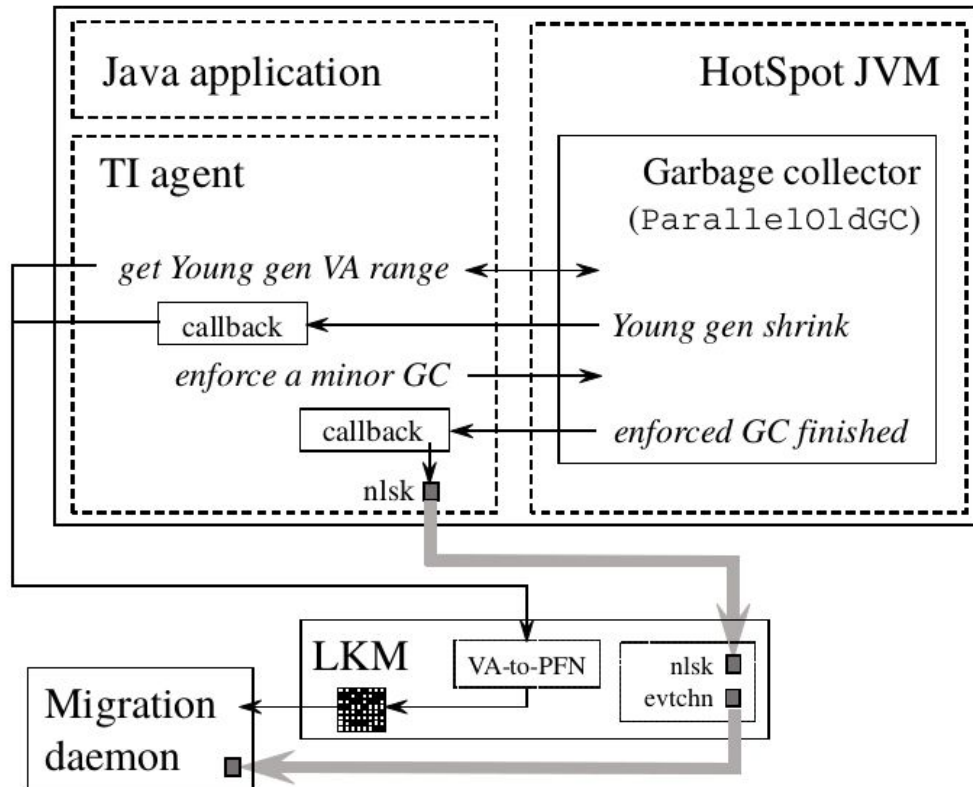 Java application
HotSpot JVM
TI agent
Garbage collector
(ParallelOldGC)
get Young gen VA range
callback
Young gen shrink
enforce a minor GC
callback
enforced GC finished
nlsk
LKM
VA-to-PFN
nlsk
evtchn
Migration
daemon